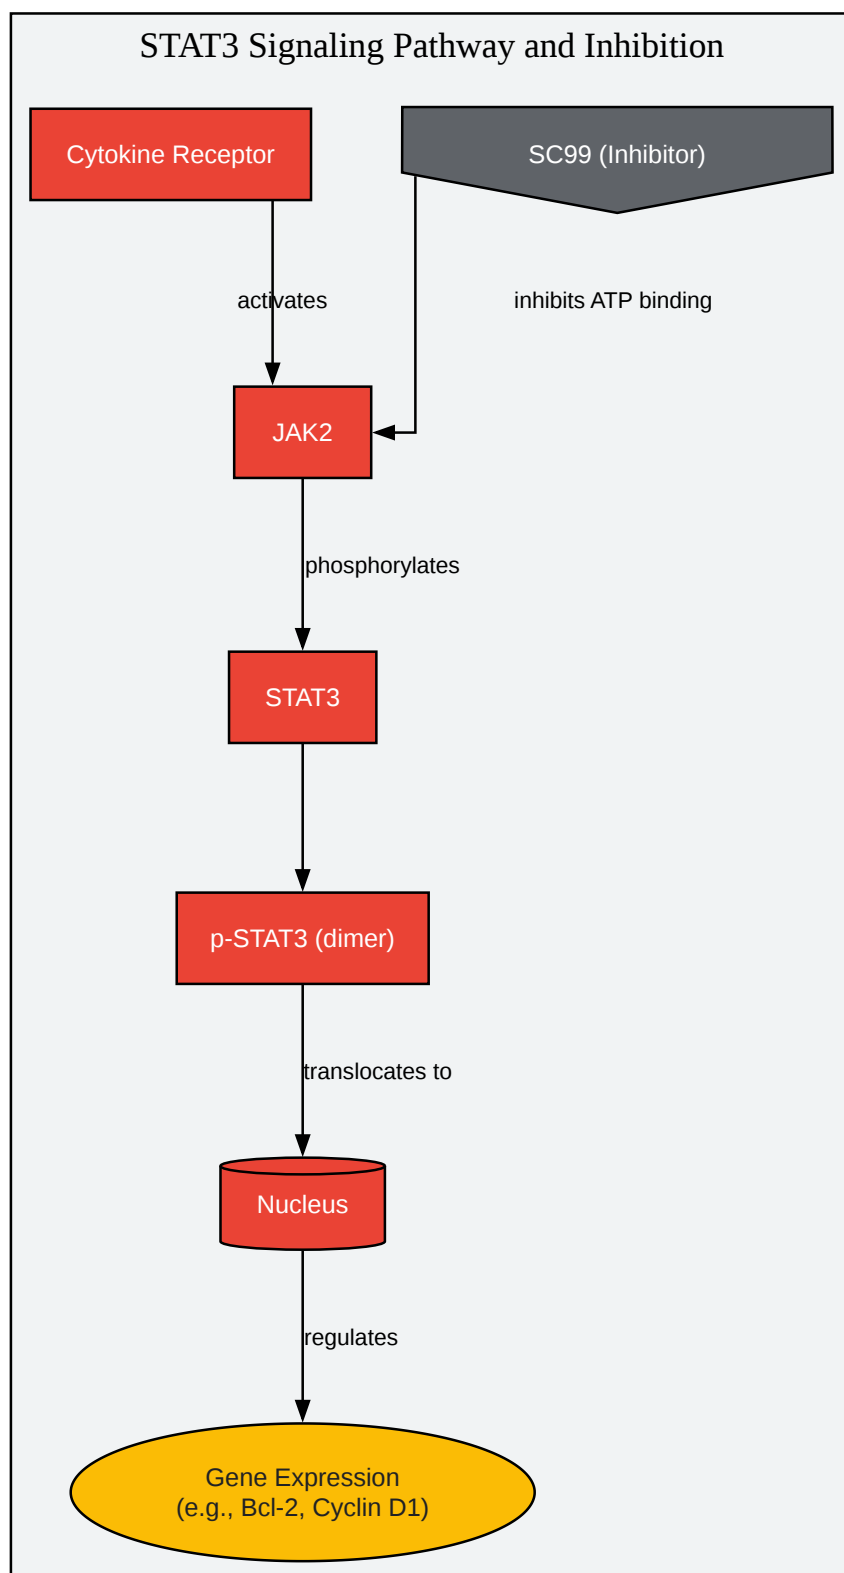 STAT3 Signaling Pathway and Inhibition
Cytokine Receptor
SC99 (Inhibitor)
activates
inhibits ATP binding
JAK2
phosphorylates
STAT3
p-STAT3 (dimer)
translocates to
Nucleus
regulates
Gene Expression
(e.g., Bcl-2, Cyclin D1)